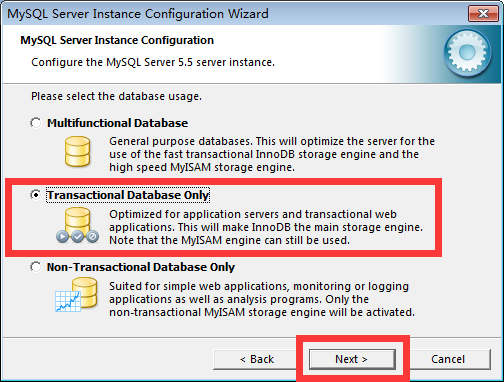 MySQL Server Instance Configuration Wizard
MySQL Server Instance Configuration
Configure the MySQL Server 5.5 server instance.
Please select the database usage.
Multifunctional Database
General purpose databases. This will optimize the server for the
use of the fast transactional InnoDB storage engine and the
high speed MyISAM storage engine.
Transactional Database Only
Optimized for application servers and transactional web
applications. This will make InnoDB the main storage engine.
Note that the MyISAM engine can still be used.
Non-Transactional Database Only
Suited for simple web applications, monitoring or logging
applications as well as analysis programs. Only the
non-transactional MyISAM storage engine will be activated.
< Back Next > Cancel